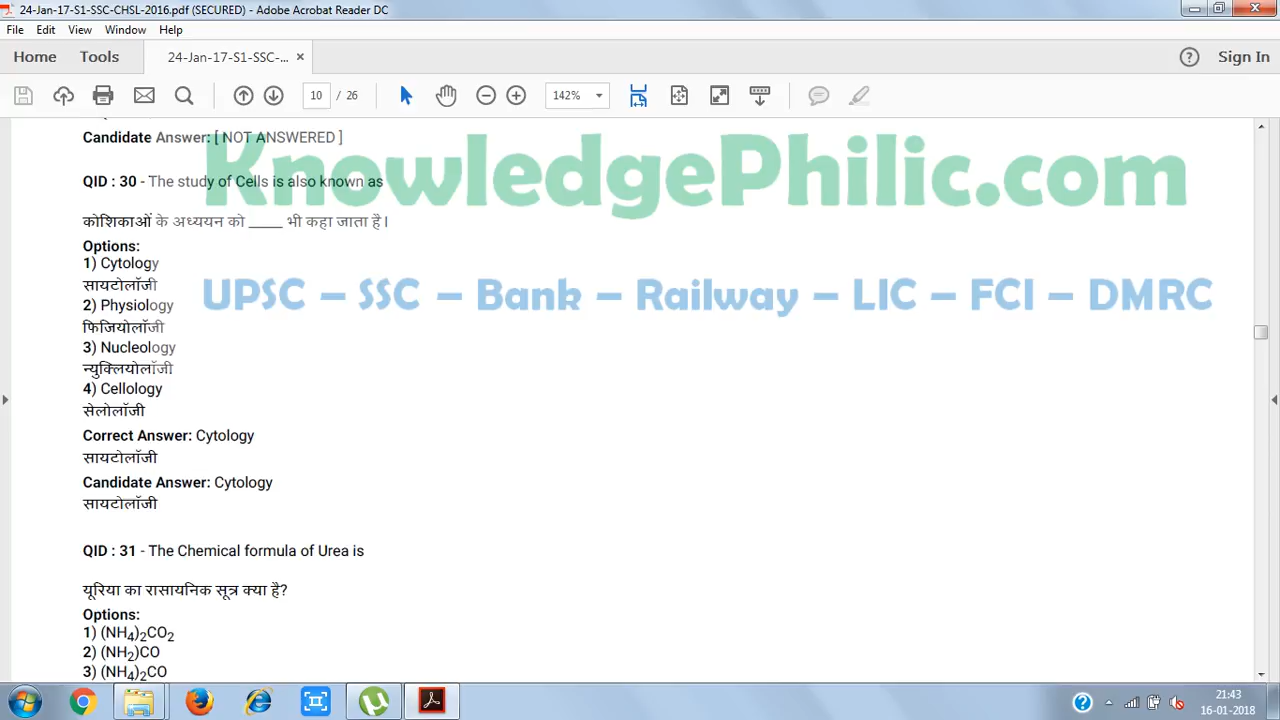 24-Jan-17-S1-SSC-CHSL-2016.pdf (SECURED) - Adobe Acrobat Reader DC
File Edit View Window Help
Home Tools 24-Jan-17-S1-SSC-... × ? Sign In
10 / 26 142%
Candidate Answer: [ NOT ANSWERED ]
KnowledgePhilic.com
QID : 30 - The study of Cells is also known as
कोशिकाओं के अध्ययन को _____ भी कहा जाता है।
Options:
1) Cytology
सायटोलॉजी
UPSC – SSC – Bank – Railway – LIC – FCI – DMRC
2) Physiology
फिजियोलॉजी
3) Nucleology
न्युक्लियोलॉजी
4) Cellology
सेलोलॉजी
Correct Answer: Cytology
सायटोलॉजी
Candidate Answer: Cytology
सायटोलॉजी
QID : 31 - The Chemical formula of Urea is
यूरिया का रासायनिक सूत्र क्या है?
Options:
1) (NH4)2CO2
2) (NH2)CO
3) (NH4)2CO
21:43
16-01-2018